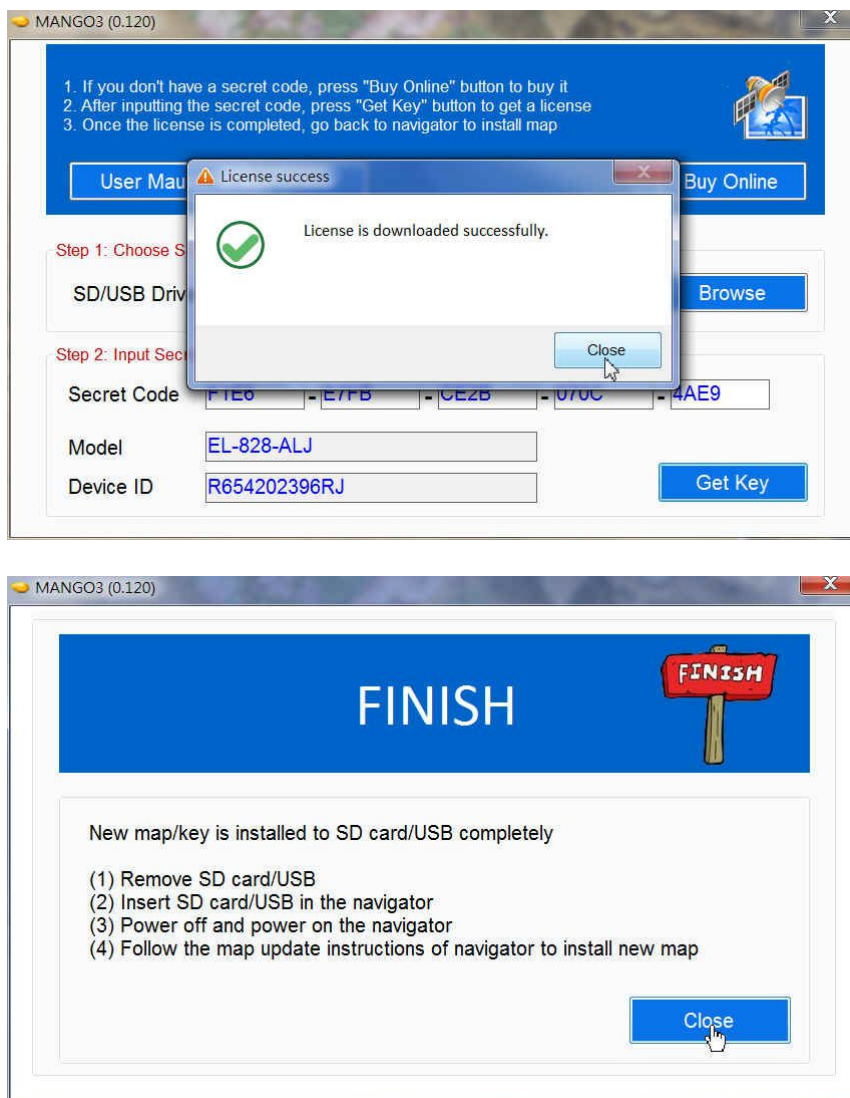 MANGO3 (0.120)
X
1. If you don't have a secret code, press "Buy Online" button to buy it
2. After inputting the secret code, press "Get Key" button to get a license
3. Once the license is completed, go back to navigator to install map
User Mau
License success
Buy Online
License is downloaded successfully.
Step 1: Choose S
SD/USB Driv
Browse
Close
Step 2: Input Secr
Secret Code F1E6 - E7FB - CE2B - 070C - 4AE9
Model EL-828-ALJ
Device ID R654202396RJ
Get Key
MANGO3 (0.120)
X
FINISH
FINISH
New map/key is installed to SD card/USB completely
(1) Remove SD card/USB
(2) Insert SD card/USB in the navigator
(3) Power off and power on the navigator
(4) Follow the map update instructions of navigator to install new map
Close